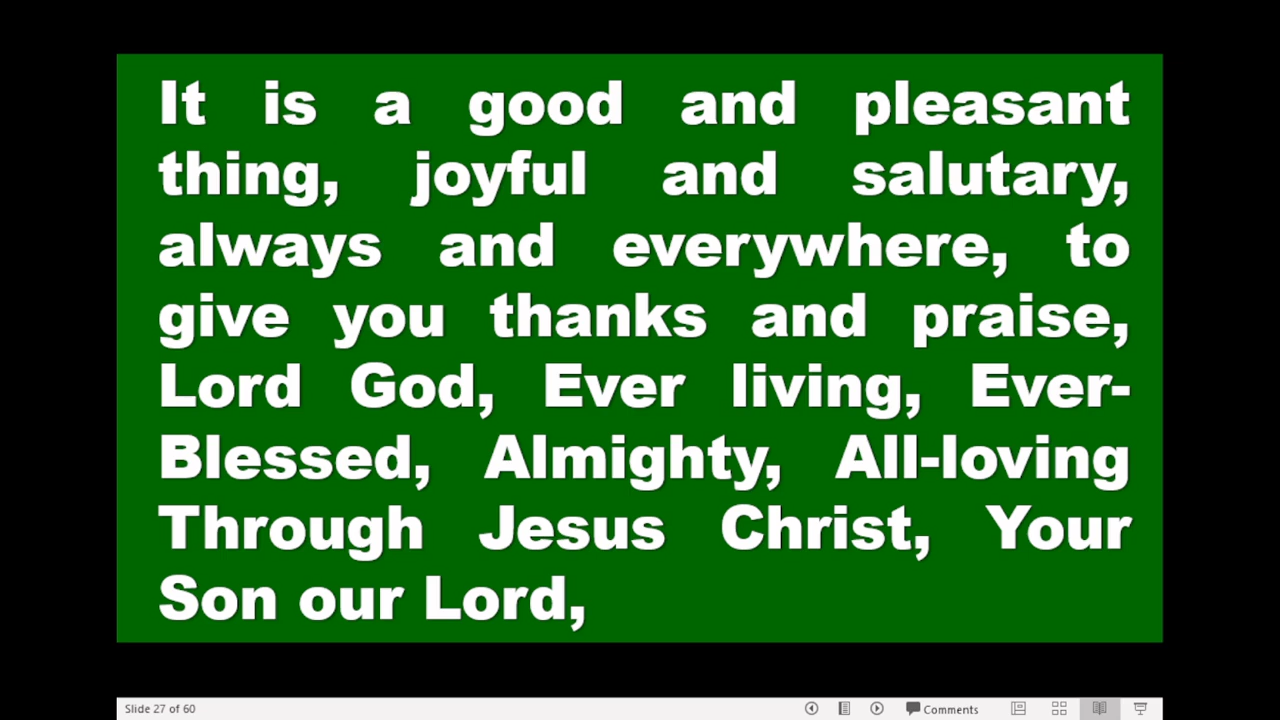 It is a good and pleasant
thing, joyful and salutary,
always and everywhere, to
give you thanks and praise,
Lord God, Ever living, Ever-
Blessed, Almighty, All-loving
Through Jesus Christ, Your
Son our Lord,
Slide 27 of 60
Comments